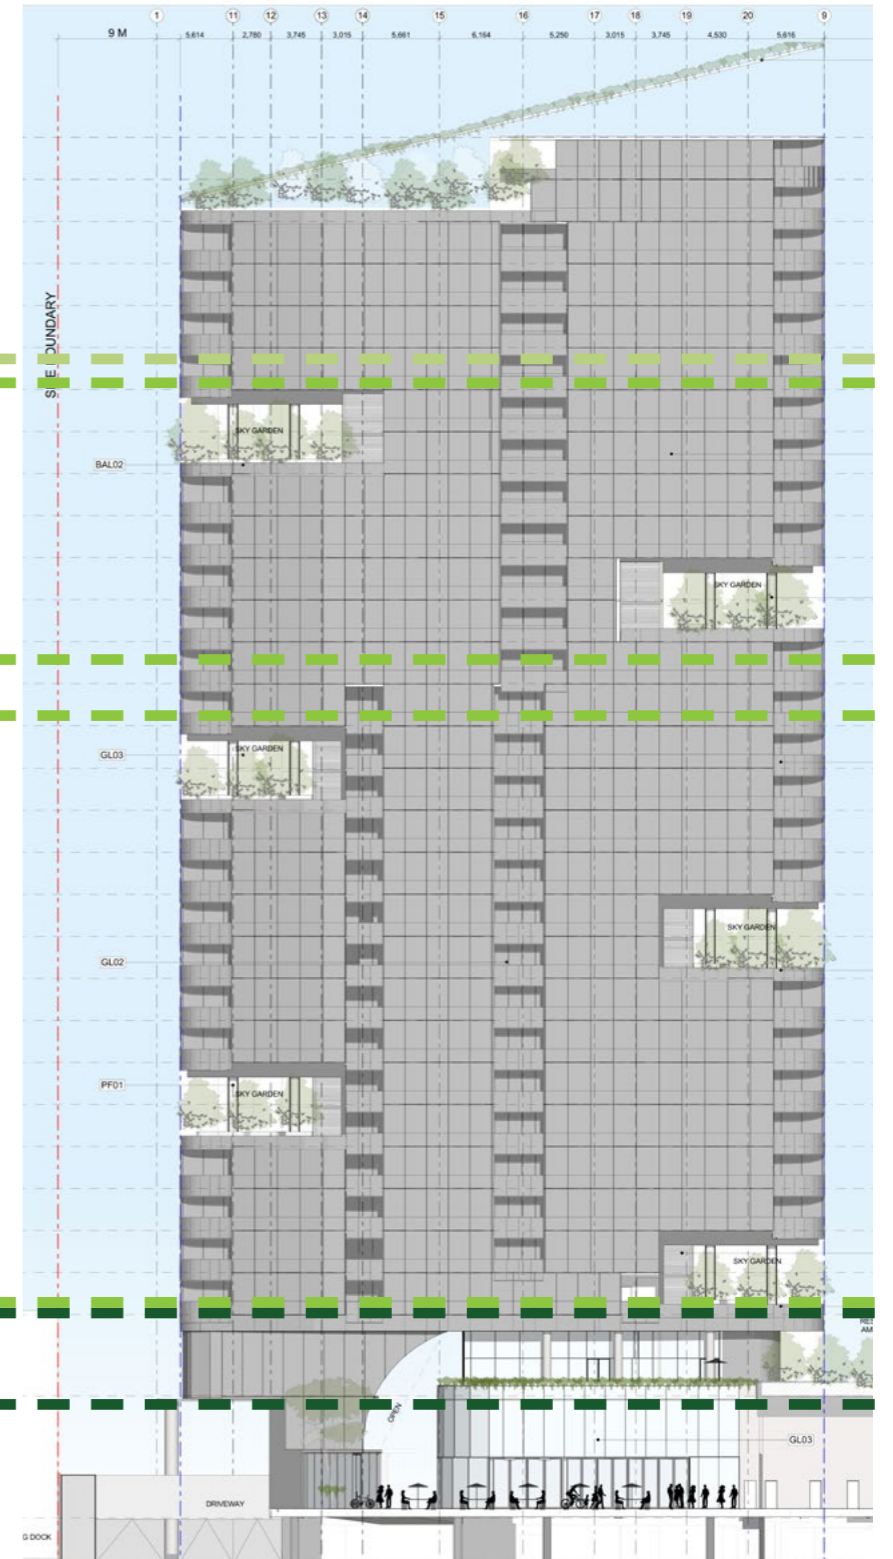 1 11 12 13 14 15 16 17 18 19 20 9
9 M 5,614 2,780 3,745 3,015 5,661 6,164 5,250 3,015 3,745 4,530 5,616
BOUNDARY
SKY GARDEN
BAL02
SKY GARDEN
GL03
SKY GARDEN
SKY GARDEN
GL02
PF01
SKY GARDEN
SKY GARDEN
OPEN
GL03
DRIVEWAY
G DOCK